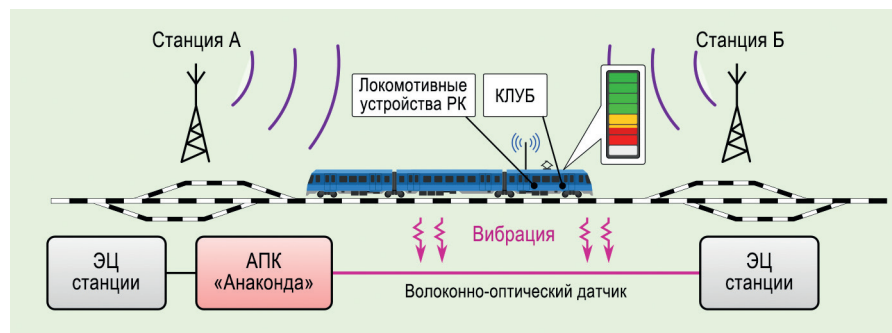 Станция А
Станция Б
Локомотивные
устройства РК
КЛУБ
Вибрация
ЭЦ
станции
АПК
«Анаконда»
Волоконно-оптический датчик
ЭЦ
станции